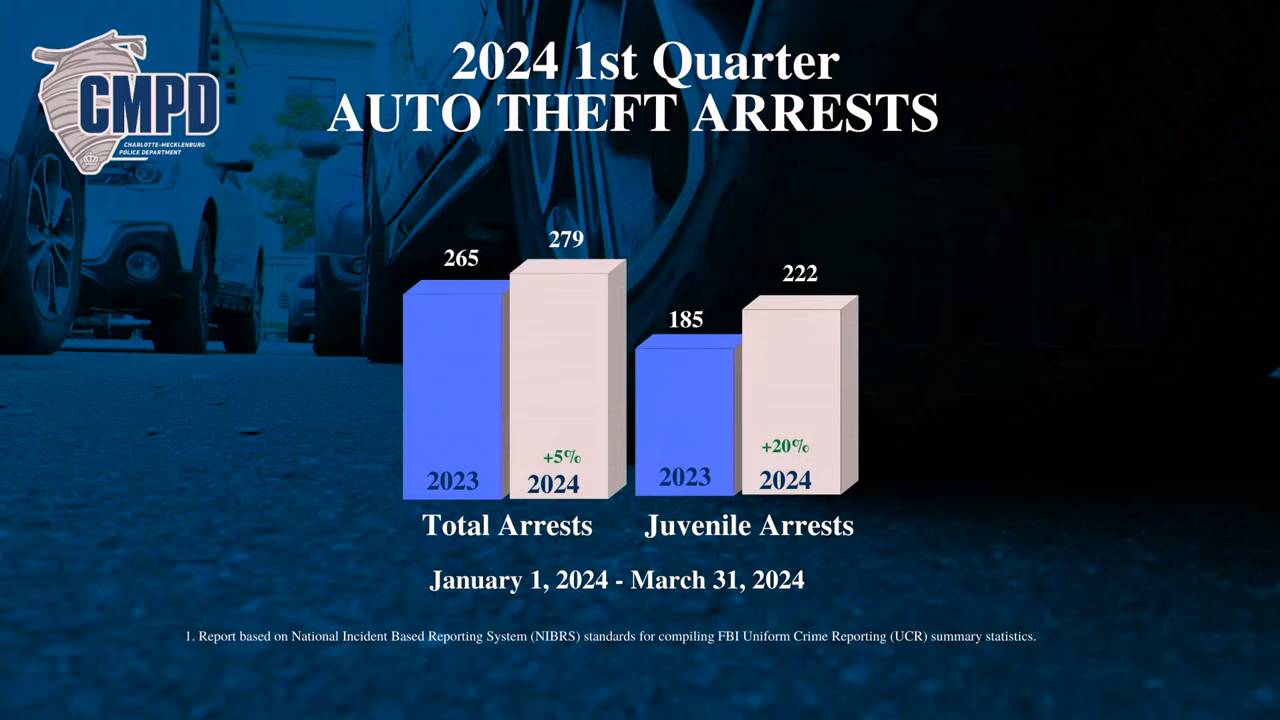 CMPD
CHARLOTTE-MECKLENBURG
POLICE DEPARTMENT
2024 1st Quarter
AUTO THEFT ARRESTS
265
279
185
222
+5%
+20%
2023
2024
2023
2024
Total Arrests
Juvenile Arrests
January 1, 2024 - March 31, 2024
1. Report based on National Incident Based Reporting System (NIBRS) standards for compiling FBI Uniform Crime Reporting (UCR) summary statistics.